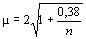 μ = 2√(1 + 0,38/n)